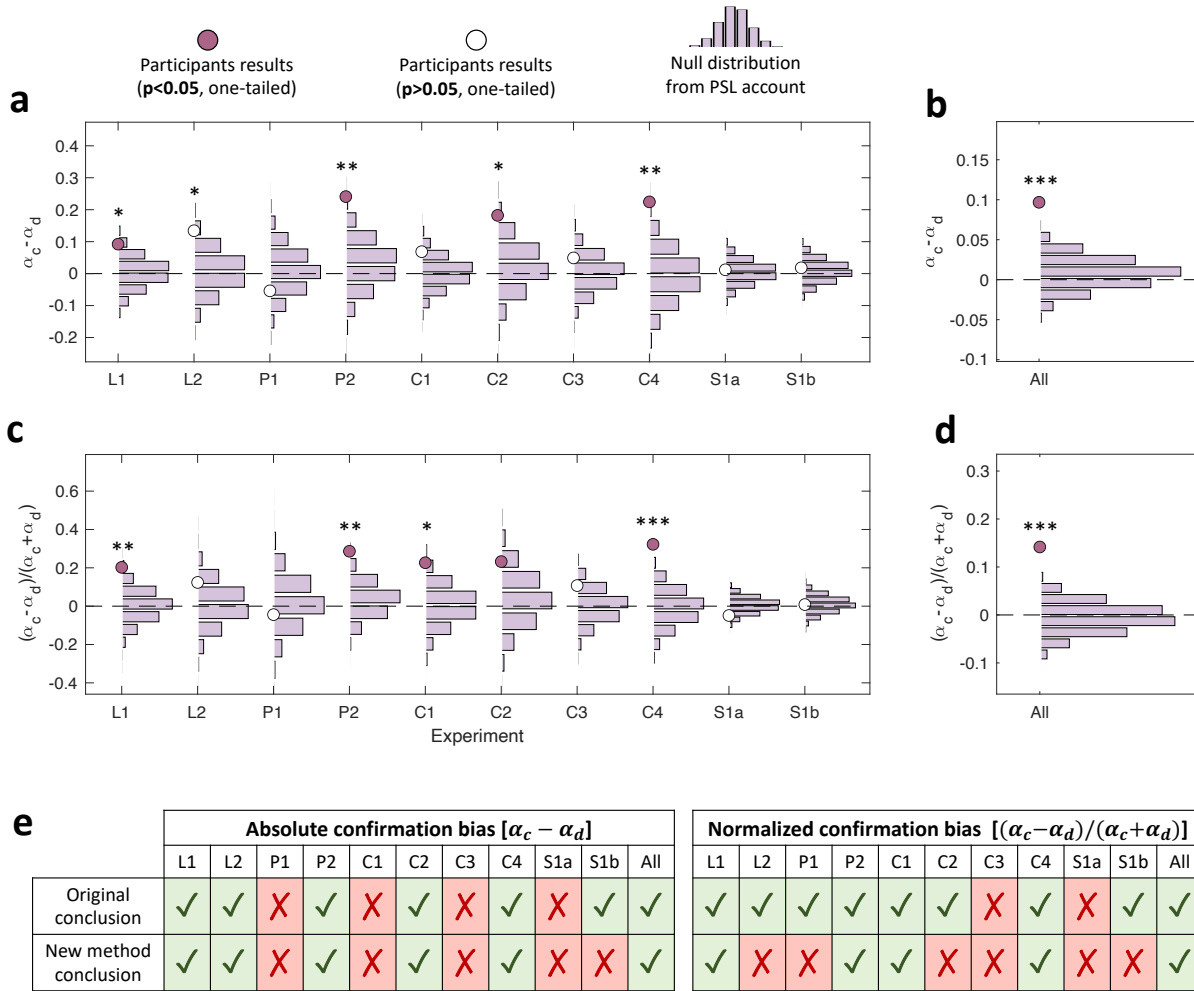 Participants results
(p<0.05, one-tailed)
Participants results
(p>0.05, one-tailed)
Null distribution
from PSL account
a
α_c-α_d
0.4
0.3
0.2
0.1
0
-0.1
-0.2
* * ** * **
L1 L2 P1 P2 C1 C2 C3 C4 S1a S1b
b
α_c-α_d
0.15
0.1
0.05
0
-0.05
-0.1
***
All
c
(α_c-α_d)/(α_c+α_d)
0.6
0.4
0.2
0
-0.2
-0.4
** ** * ***
L1 L2 P1 P2 C1 C2 C3 C4 S1a S1b
Experiment
d
(α_c-α_d)/(α_c+α_d)
0.3
0.2
0.1
0
-0.1
***
All
e
Absolute confirmation bias [α_c − α_d]
L1 L2 P1 P2 C1 C2 C3 C4 S1a S1b All
Original
conclusion
✓ ✓ ✗ ✓ ✗ ✓ ✗ ✓ ✗ ✓ ✓
New method
conclusion
✓ ✓ ✗ ✓ ✗ ✓ ✗ ✓ ✗ ✗ ✓
Normalized confirmation bias [(α_c−α_d)/(α_c+α_d)]
L1 L2 P1 P2 C1 C2 C3 C4 S1a S1b All
✓ ✓ ✓ ✓ ✓ ✓ ✗ ✓ ✗ ✓ ✓
✓ ✗ ✗ ✓ ✓ ✗ ✗ ✓ ✗ ✗ ✓